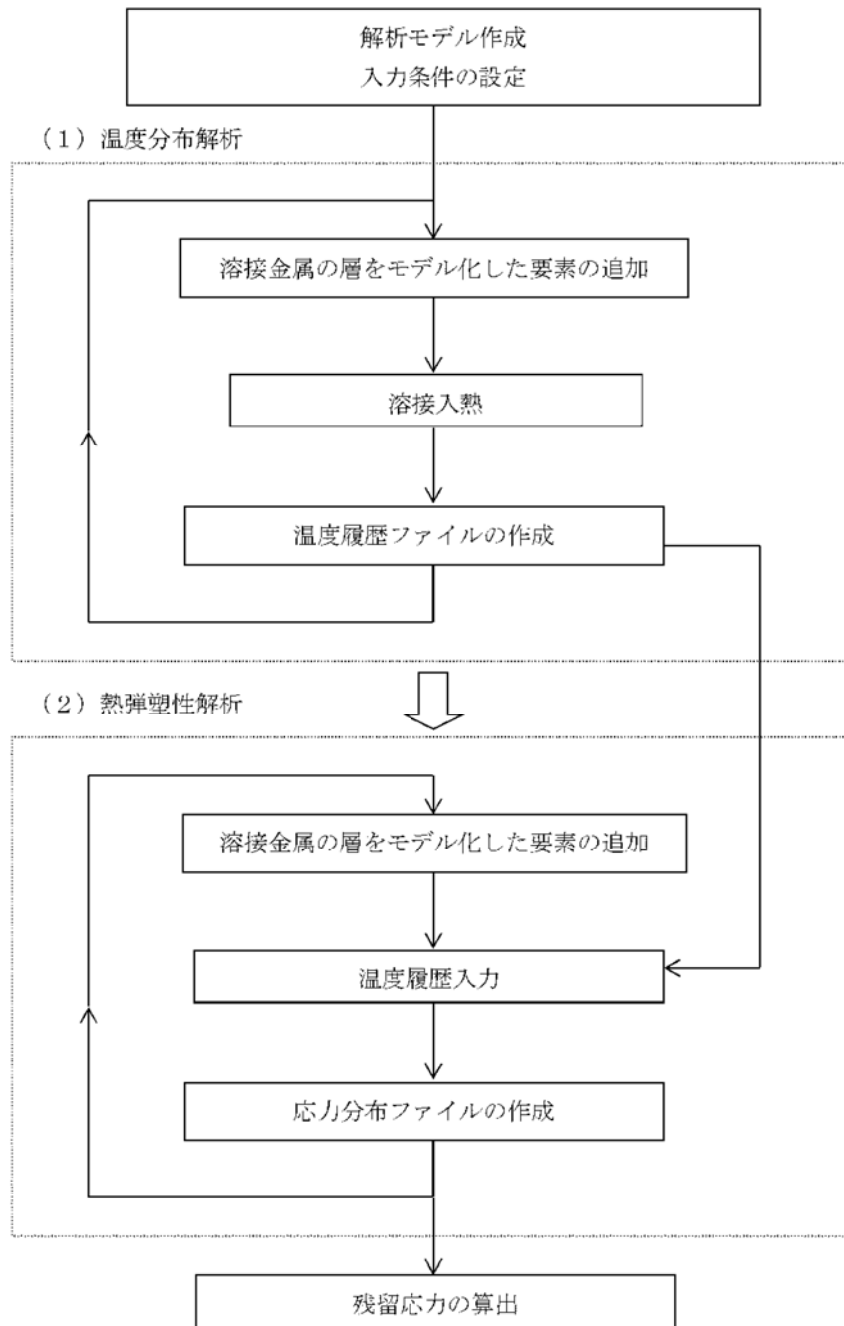 解析モデル作成
入力条件の設定
（１）温度分布解析
溶接金属の層をモデル化した要素の追加
溶接入熱
温度履歴ファイルの作成
（２）熱弾塑性解析
溶接金属の層をモデル化した要素の追加
温度履歴入力
応力分布ファイルの作成
残留応力の算出